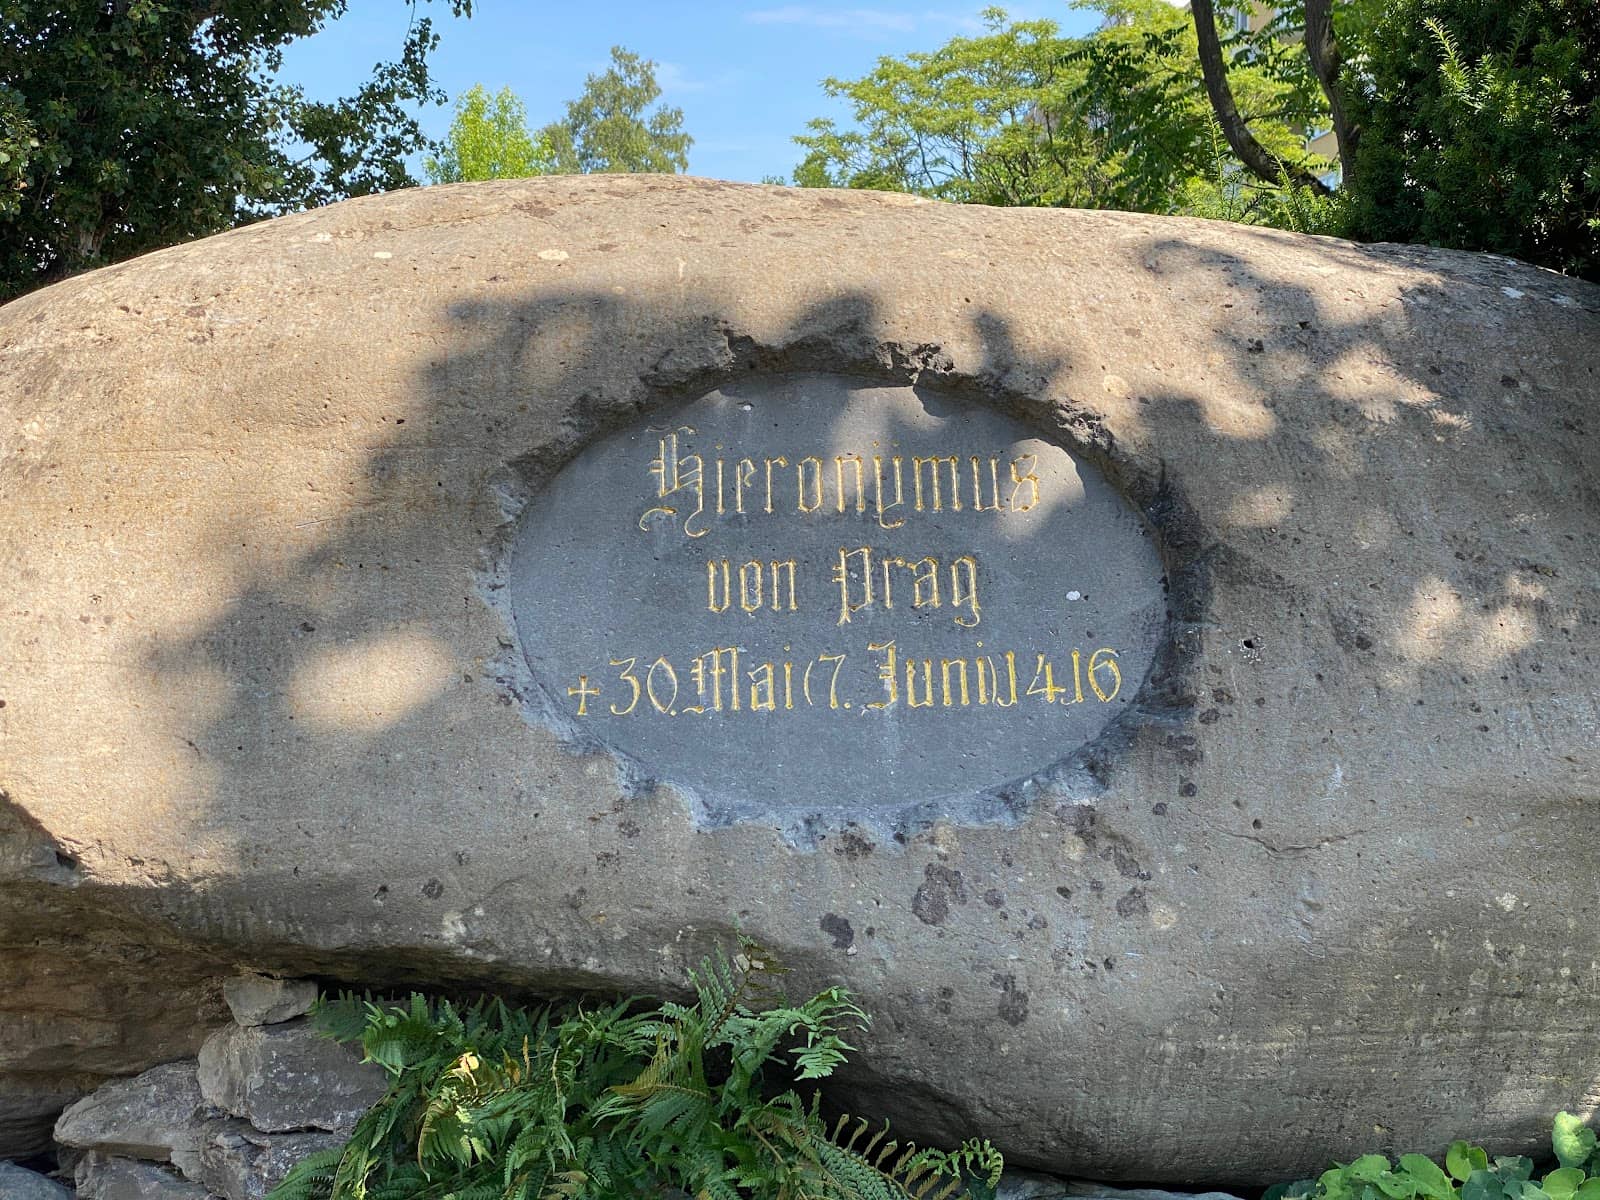 Hieronymus
von Prag
+ 30. Mai (7. Juni) 1416